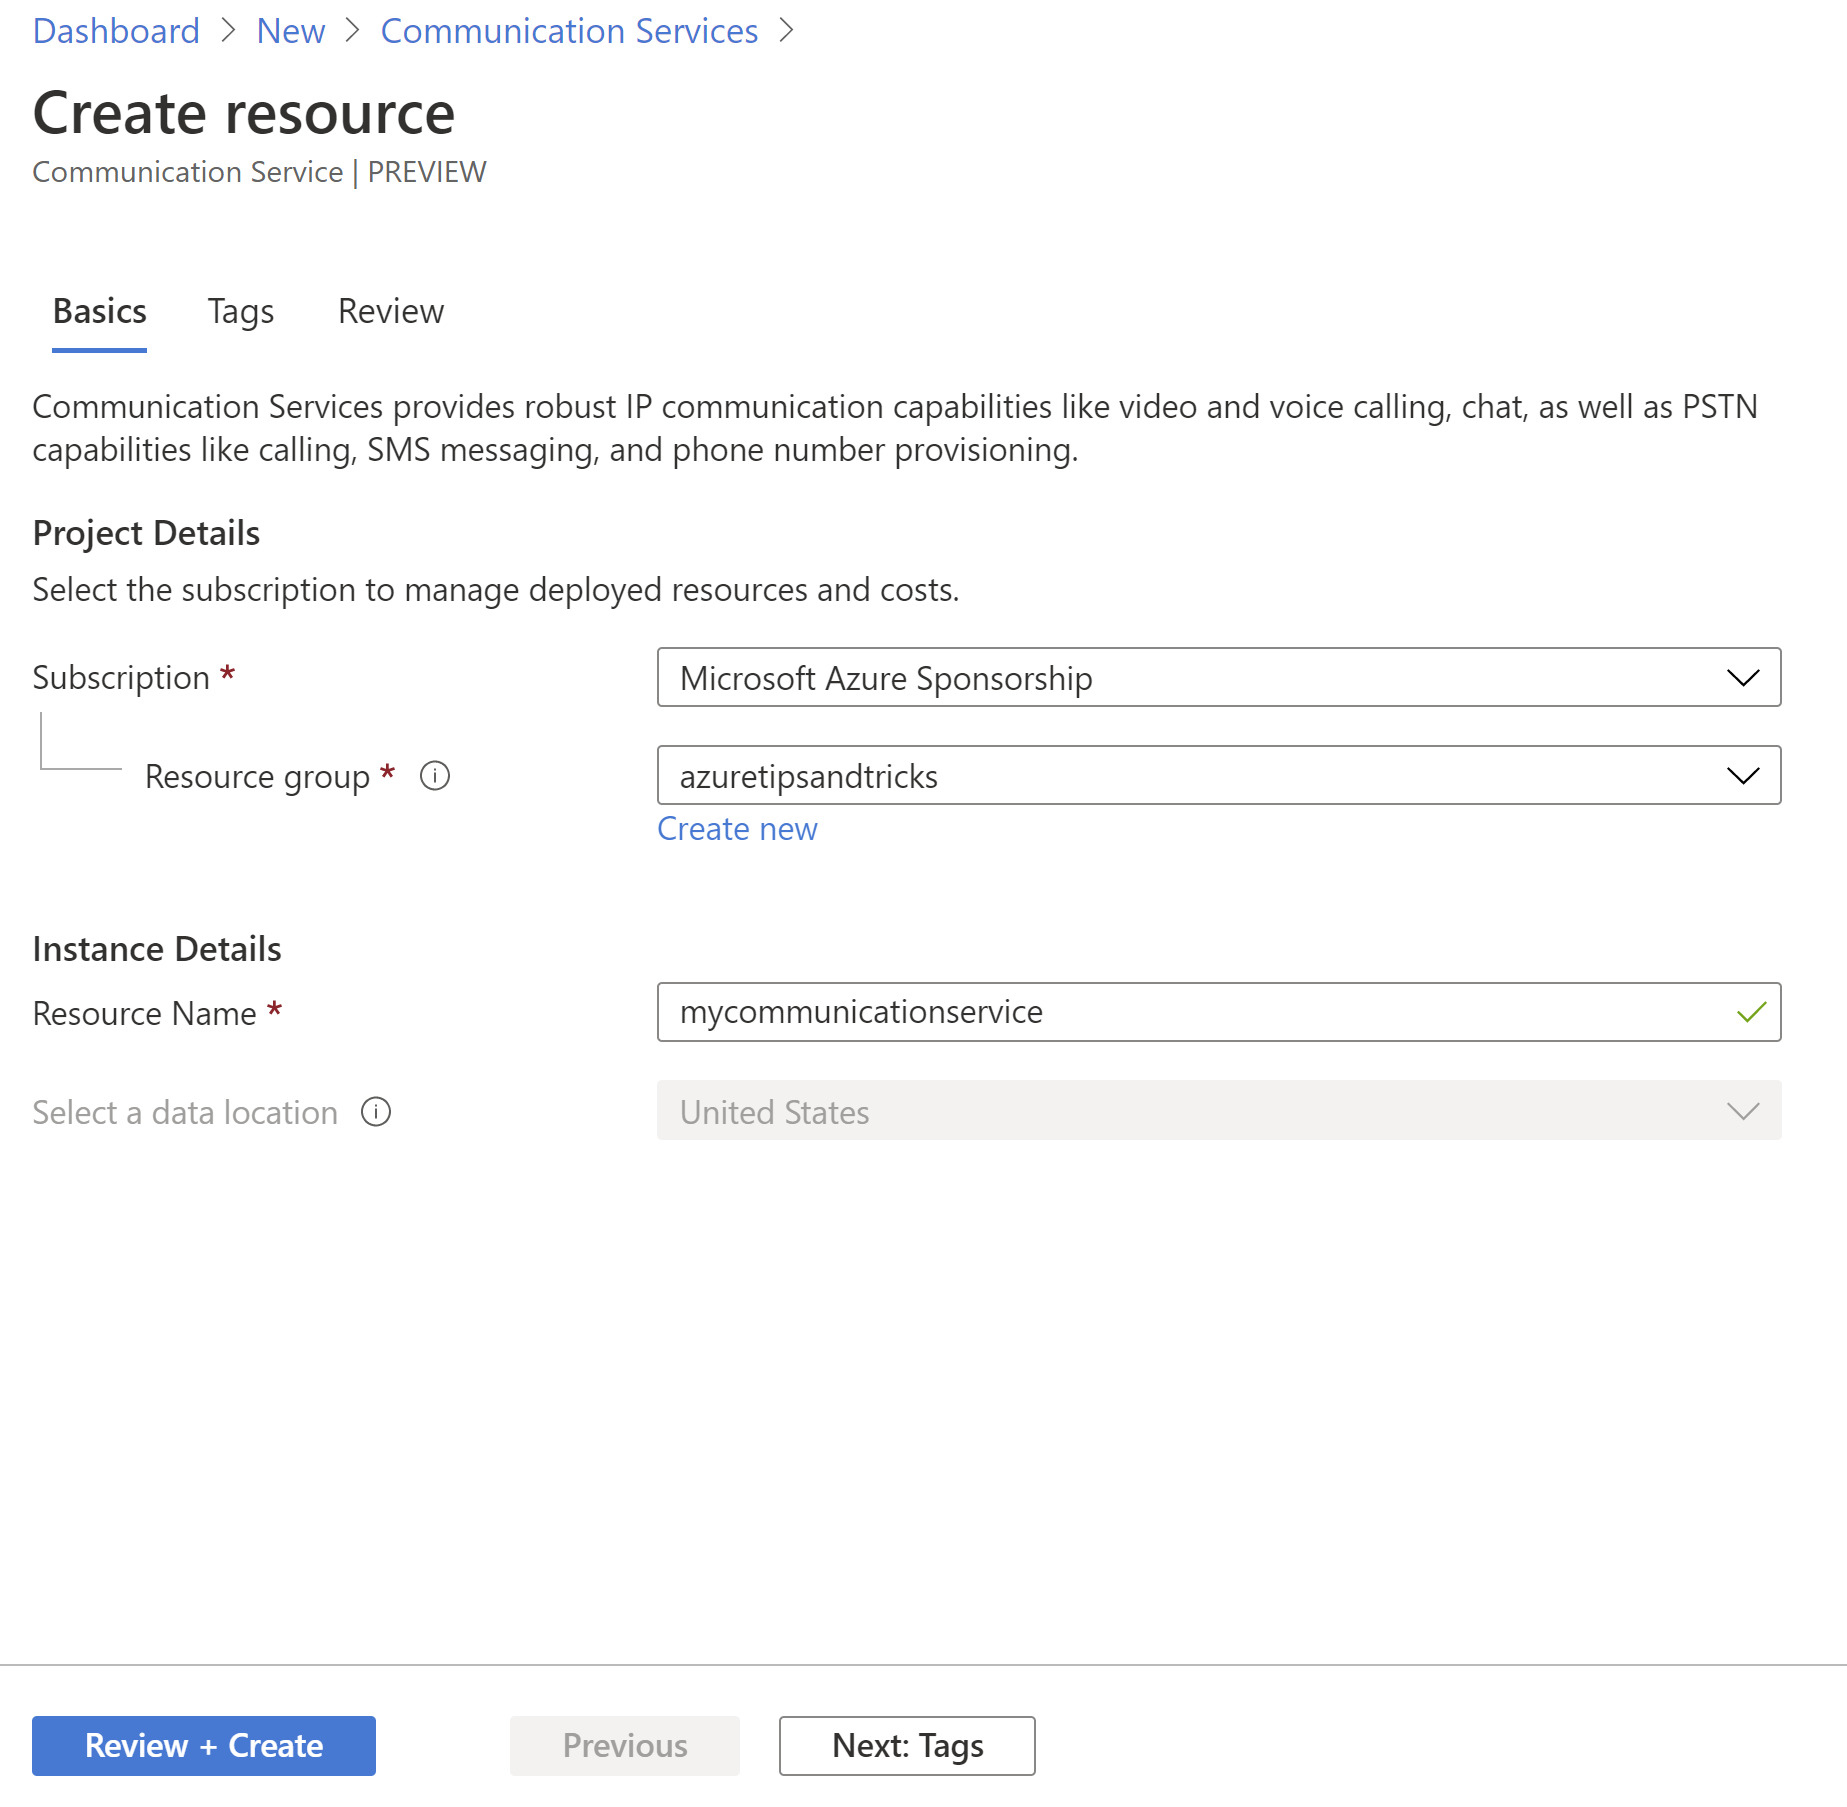 Dashboard > New > Communication Services >
Create resource
Communication Service | PREVIEW
Basics Tags Review
Communication Services provides robust IP communication capabilities like video and voice calling, chat, as well as PSTN
capabilities like calling, SMS messaging, and phone number provisioning.
Project Details
Select the subscription to manage deployed resources and costs.
Subscription * Microsoft Azure Sponsorship
Resource group * azuretipsandtricks
Create new
Instance Details
Resource Name * mycommunicationservice
Select a data location United States
Review + Create Previous Next: Tags